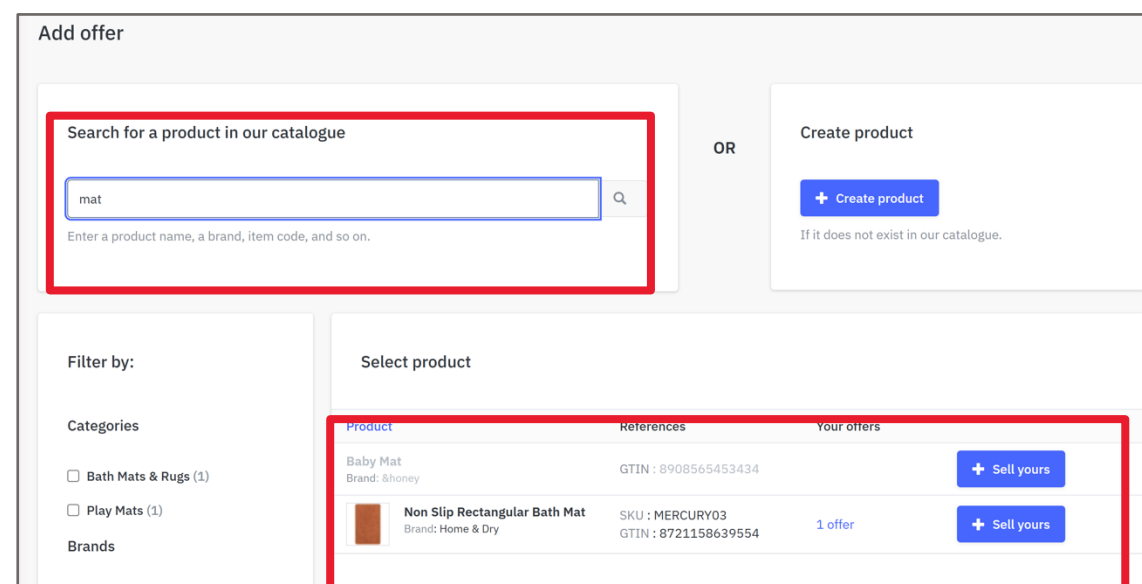 Add offer
Search for a product in our catalogue
mat
Enter a product name, a brand, item code, and so on.
OR
Create product
+ Create product
If it does not exist in our catalogue.
Filter by:
Categories
Bath Mats & Rugs (1)
Play Mats (1)
Brands
Select product
Product References Your offers
Baby Mat
Brand: &honey
GTIN : 8908565453434
+ Sell yours
Non Slip Rectangular Bath Mat
Brand: Home & Dry
SKU : MERCURY03
GTIN : 8721158639554
1 offer
+ Sell yours